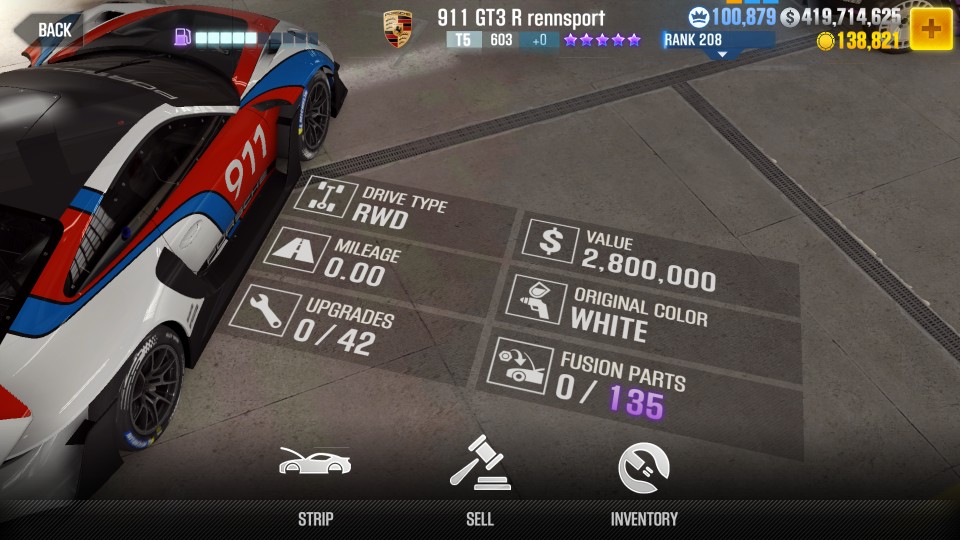 BACK
911 GT3 R rennsport
T5 603 +0
RANK 208
100,879
$ 419,714,625
138,821
911
DRIVE TYPE
RWD
MILEAGE
0.00
UPGRADES
0 / 42
$
VALUE
2,800,000
ORIGINAL COLOR
WHITE
FUSION PARTS
0 / 135
STRIP
SELL
INVENTORY